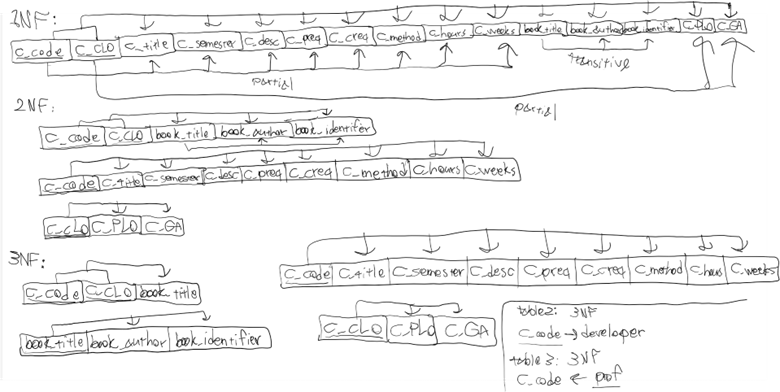 1NF:
C_code C_CLO C_title C_semester C_desc C_preq C_creq C_method C_hours C_weeks book_title book_author book_identifier C_PLO C_GA
transitive
partial
partial
2NF:
C_code C_CLO book_title book_author book_identifer
C_code C_title C_semester C_desc C_preq C_creq C_method C_hours C_weeks
C_CLO C_PLO C_GA
3NF:
C_code C_CLO book_title
book_title book_author book_identifier
C_code C_title C_semester C_desc C_preq C_creq C_method C_hours C_weeks
C_CLO C_PLO C_GA
table2: 3NF
C_code → developer
table 3: 3NF
C_code ← prof